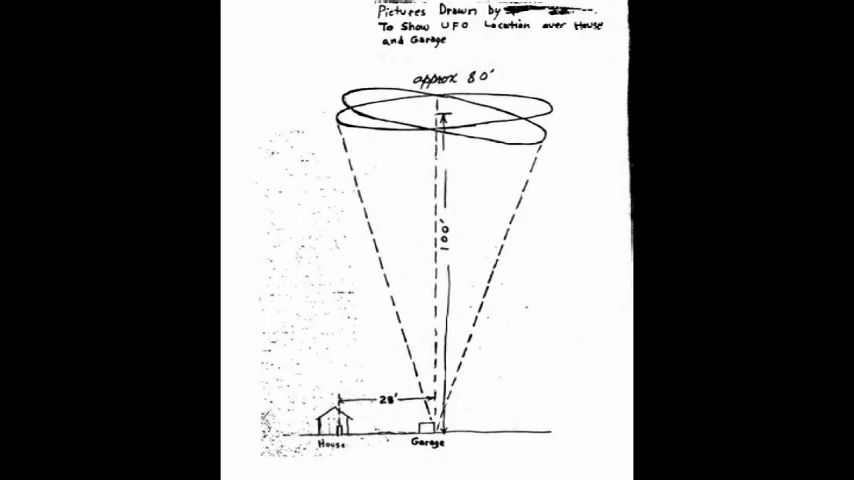 Pictures Drawn by
To Show UFO Location over House
and Garage
approx 80'
100'
28'
House
Garage